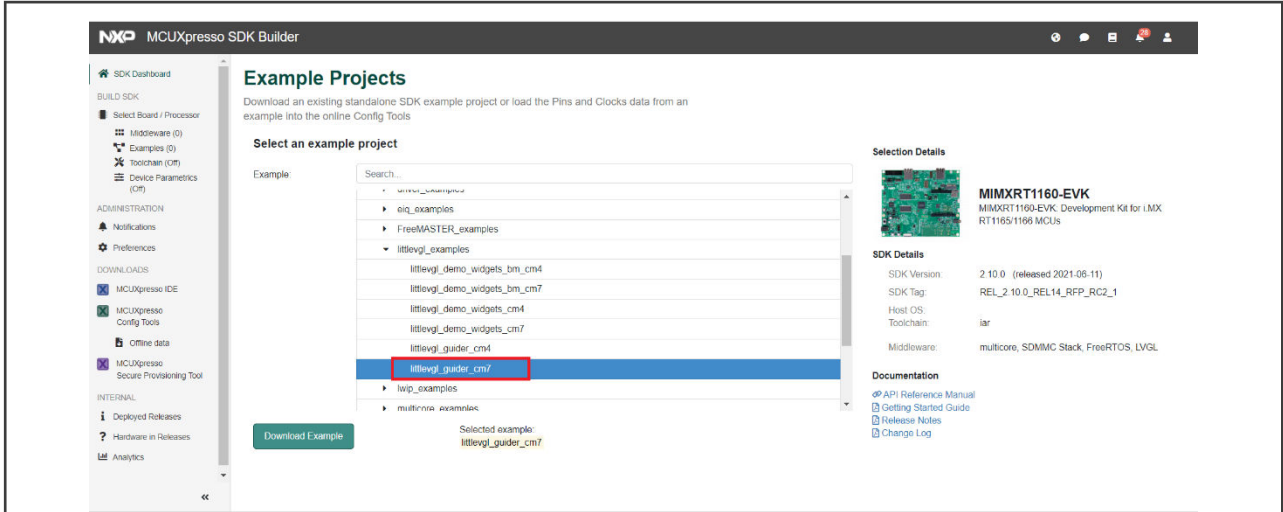 NXP MCUXpresso SDK Builder
28
SDK Dashboard
BUILD SDK
Select Board / Processor
Middleware (0)
Examples (0)
Toolchain (Off)
Device Parametrics
(Off)
ADMINISTRATION
Notifications
Preferences
DOWNLOADS
MCUXpresso IDE
MCUXpresso
Config Tools
Offline data
MCUXpresso
Secure Provisioning Tool
INTERNAL
Deployed Releases
Hardware in Releases
Analytics
«
Example Projects
Download an existing standalone SDK example project or load the Pins and Clocks data from an
example into the online Config Tools
Select an example project
Example:
Search...
driver_examples
eiq_examples
FreeMASTER_examples
littlevgl_examples
littlevgl_demo_widgets_bm_cm4
littlevgl_demo_widgets_bm_cm7
littlevgl_demo_widgets_cm4
littlevgl_demo_widgets_cm7
littlevgl_guider_cm4
littlevgl_guider_cm7
lwip_examples
multicore_examples
Download Example
Selected example:
littlevgl_guider_cm7
Selection Details
MIMXRT1160-EVK
MIMXRT1160-EVK: Development Kit for i.MX
RT1165/1166 MCUs
SDK Details
SDK Version: 2.10.0 (released 2021-06-11)
SDK Tag: REL_2.10.0_REL14_RFP_RC2_1
Host OS:
Toolchain: iar
Middleware: multicore, SDMMC Stack, FreeRTOS, LVGL
Documentation
API Reference Manual
Getting Started Guide
Release Notes
Change Log